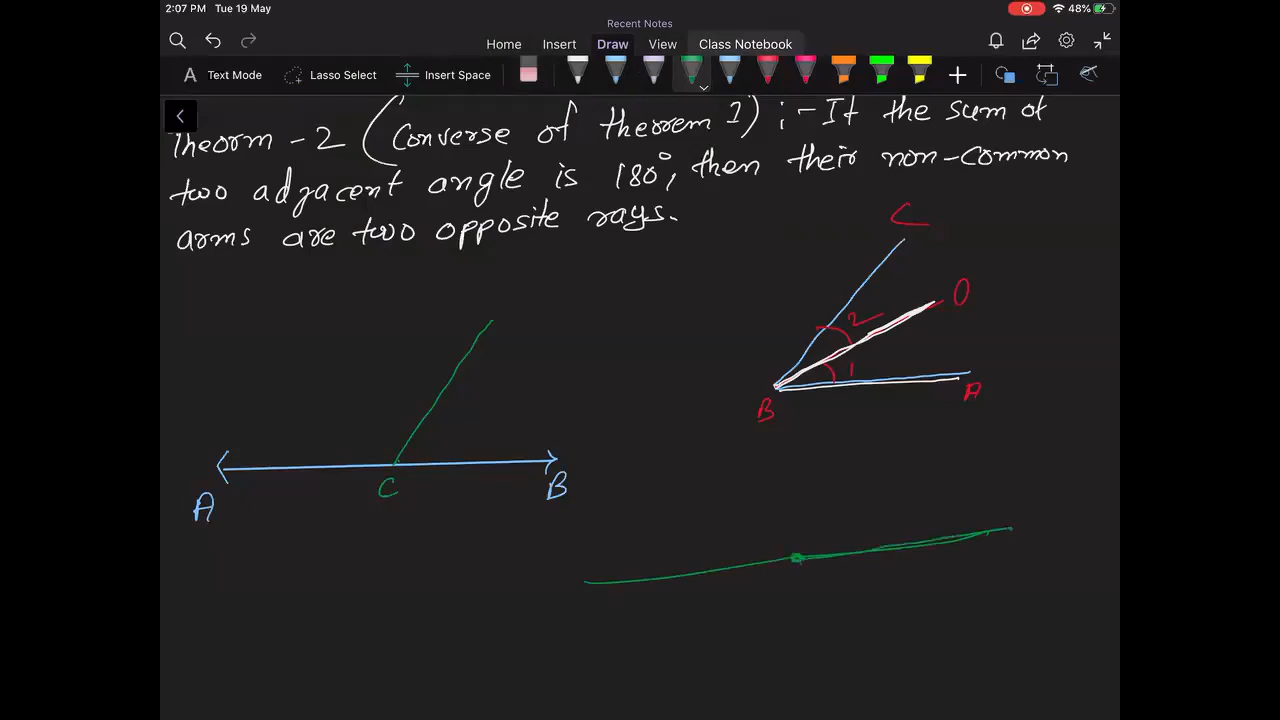 2:07 PM Tue 19 May
48%
Recent Notes
Home Insert Draw View Class Notebook
Text Mode Lasso Select Insert Space
Theorm - 2 (Converse of theorem 1) :- If the sum of
two adjacent angle is 180°, then their non-common
arms are two opposite rays.
C
O
2
1
B
A
A
C
B